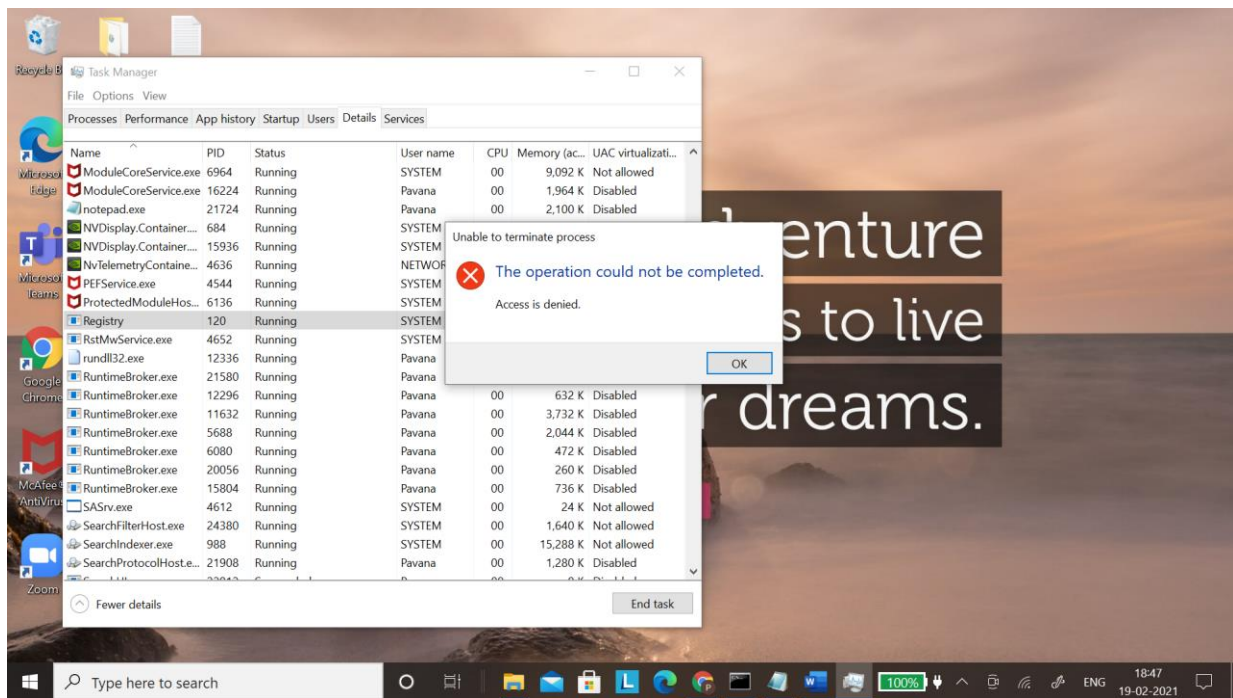 Recycle B
Task Manager
File Options View
Processes Performance App history Startup Users Details Services
Name PID Status User name CPU Memory (ac... UAC virtualizati...
ModuleCoreService.exe 6964 Running SYSTEM 00 9,092 K Not allowed
ModuleCoreService.exe 16224 Running Pavana 00 1,964 K Disabled
notepad.exe 21724 Running Pavana 00 2,100 K Disabled
NVDisplay.Container.... 684 Running SYSTEM
NVDisplay.Container.... 15936 Running SYSTEM
NvTelemetryContaine... 4636 Running NETWOR
PEFService.exe 4544 Running SYSTEM
ProtectedModuleHos... 6136 Running SYSTEM
Registry 120 Running SYSTEM
RstMwService.exe 4652 Running SYSTEM
rundll32.exe 12336 Running Pavana
RuntimeBroker.exe 21580 Running Pavana
RuntimeBroker.exe 12296 Running Pavana 00 632 K Disabled
RuntimeBroker.exe 11632 Running Pavana 00 3,732 K Disabled
RuntimeBroker.exe 5688 Running Pavana 00 2,044 K Disabled
RuntimeBroker.exe 6080 Running Pavana 00 472 K Disabled
RuntimeBroker.exe 20056 Running Pavana 00 260 K Disabled
RuntimeBroker.exe 15804 Running Pavana 00 736 K Disabled
SASrv.exe 4612 Running SYSTEM 00 24 K Not allowed
SearchFilterHost.exe 24380 Running SYSTEM 00 1,640 K Not allowed
SearchIndexer.exe 988 Running SYSTEM 00 15,288 K Not allowed
SearchProtocolHost.e... 21908 Running Pavana 00 1,280 K Disabled
Fewer details
End task
Unable to terminate process
The operation could not be completed.
Access is denied.
OK
Microsof
Edge
T
Microsof
Teams
Google
Chrome
McAfee®
AntiVirus
Zoom
enture
s to live
dreams.
Type here to search
L
W
100%
ENG
18:47
19-02-2021